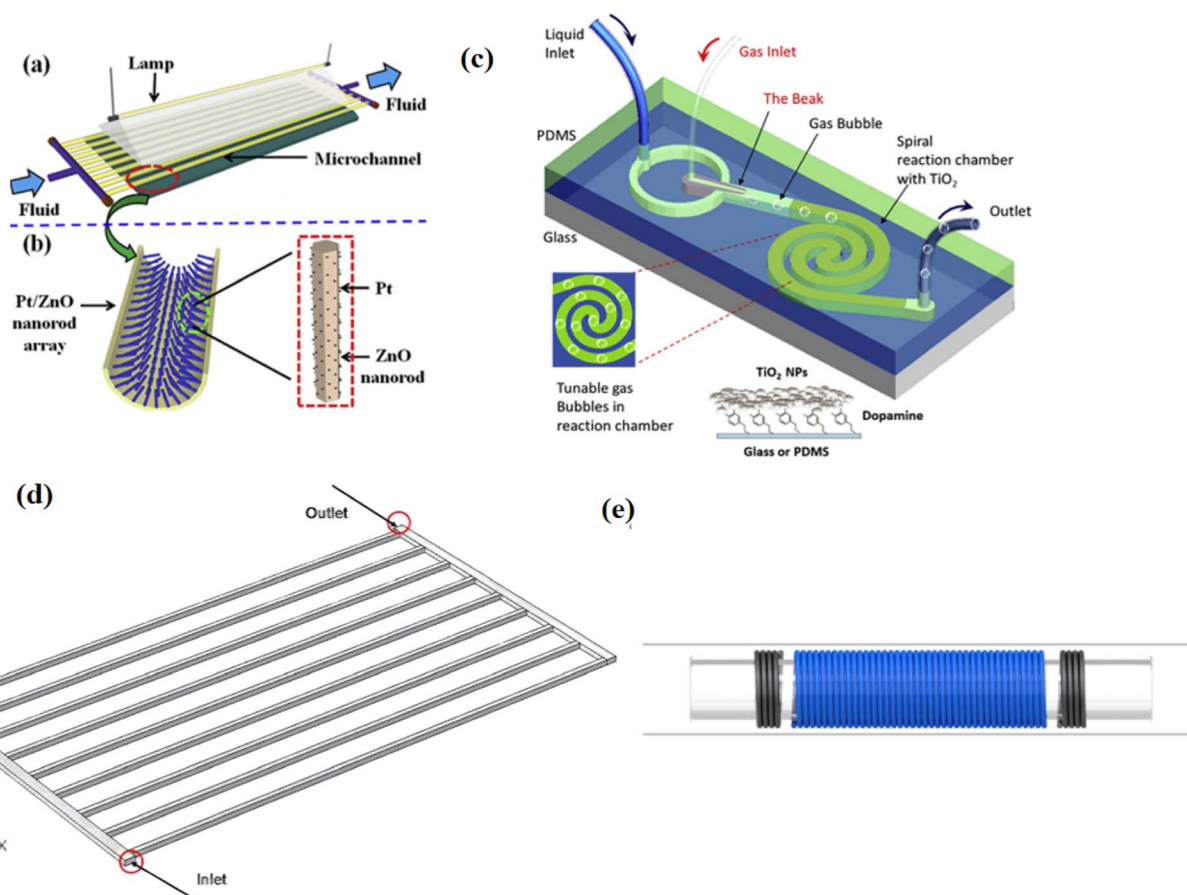 (a)
Lamp
Fluid
Microchannel
Fluid
(b)
Pt/ZnO
nanorod
array
Pt
ZnO
nanorod
(c)
Liquid
Inlet
Gas Inlet
The Beak
Gas Bubble
PDMS
Spiral
reaction chamber
with TiO₂
Outlet
Glass
Tunable gas
Bubbles in
reaction chamber
TiO₂ NPs
Dopamine
Glass or PDMS
(d)
Outlet
Inlet
X
(e)